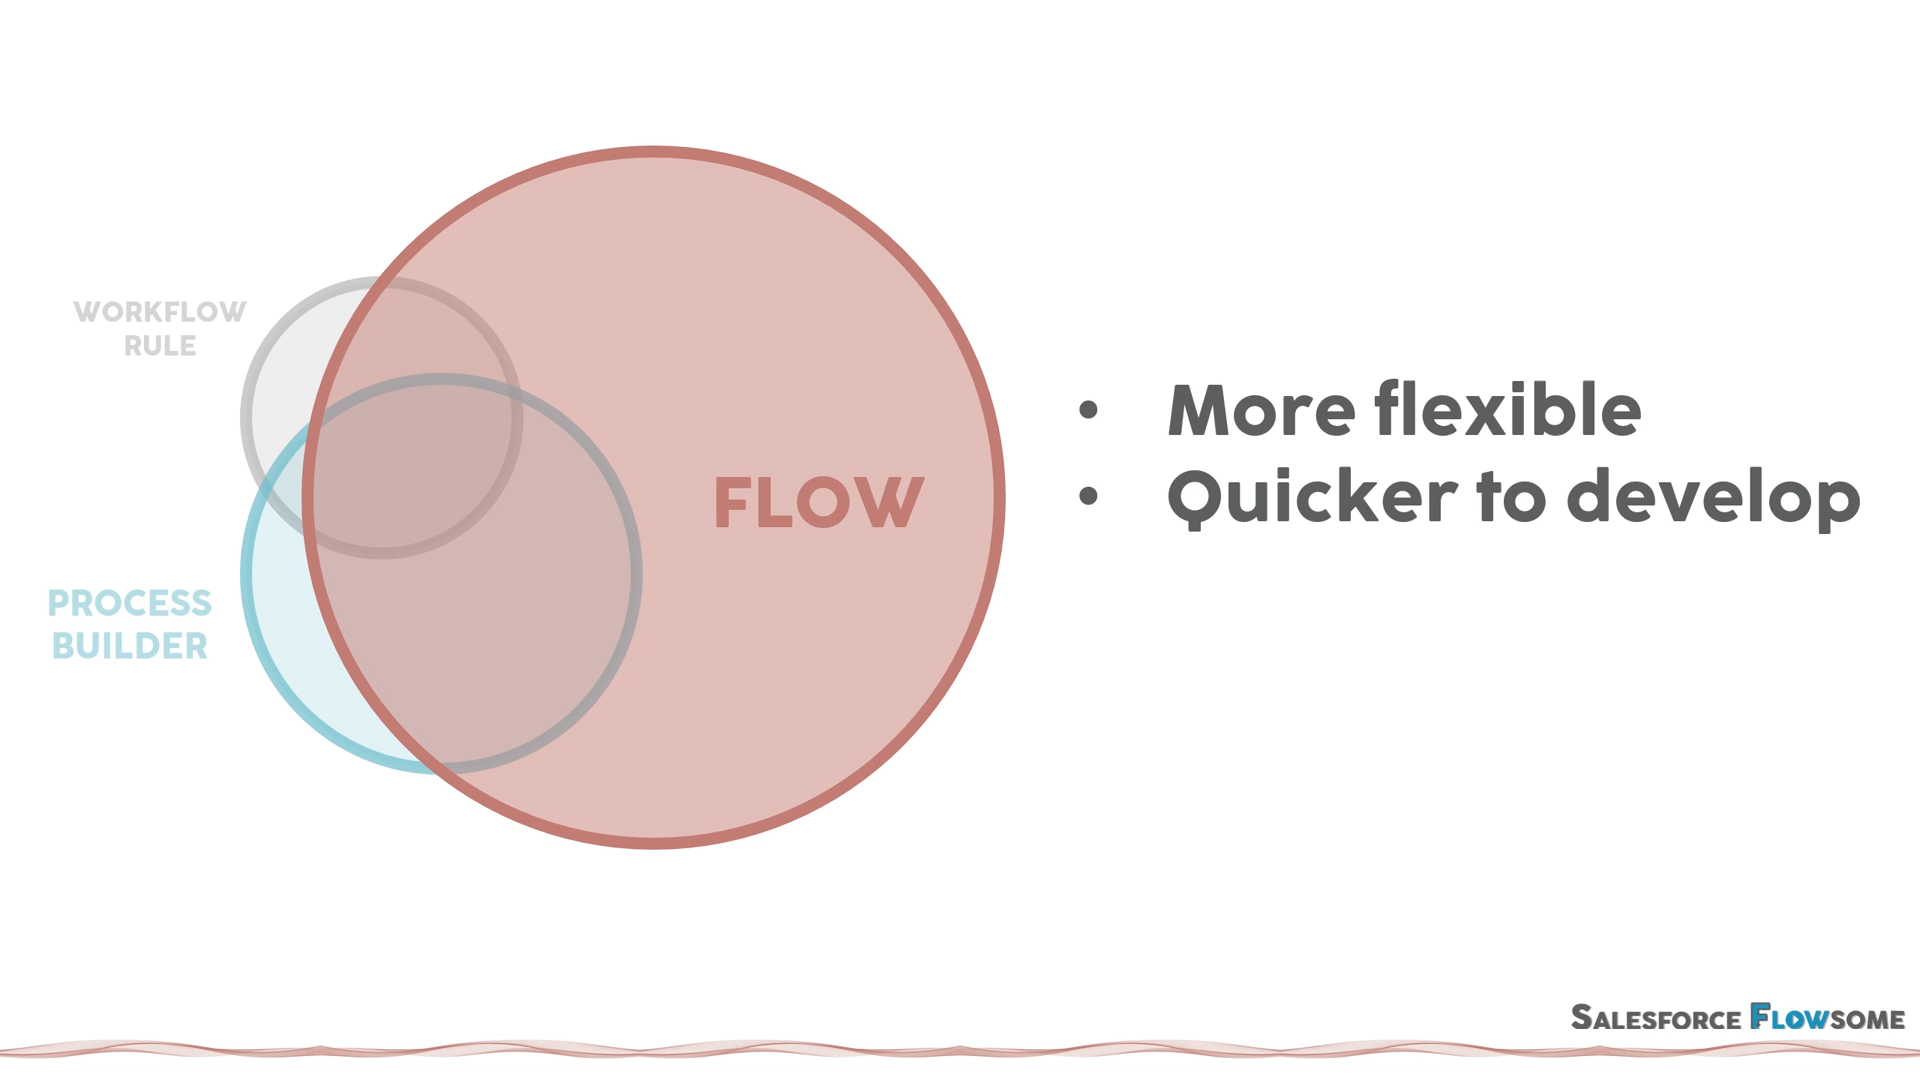 WORKFLOW
RULE
PROCESS
BUILDER
FLOW
• More flexible
• Quicker to develop
SALESFORCE FLOWSOME